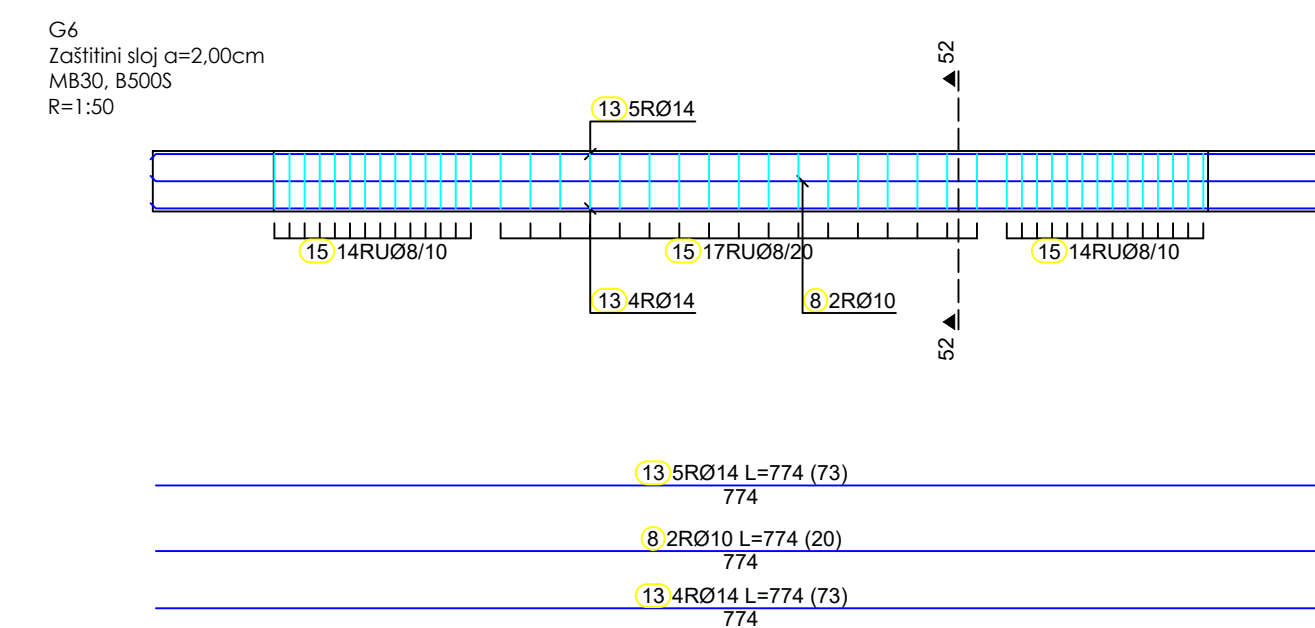 G6
Zaštitini sloj a=2,00cm
MB30, B500S
R=1:50
52
13 5RØ14
15 14RUØ8/10
15 17RUØ8/20
15 14RUØ8/10
13 4RØ14
8 2RØ10
52
13 5RØ14 L=774 (73)
774
8 2RØ10 L=774 (20)
774
13 4RØ14 L=774 (73)
774